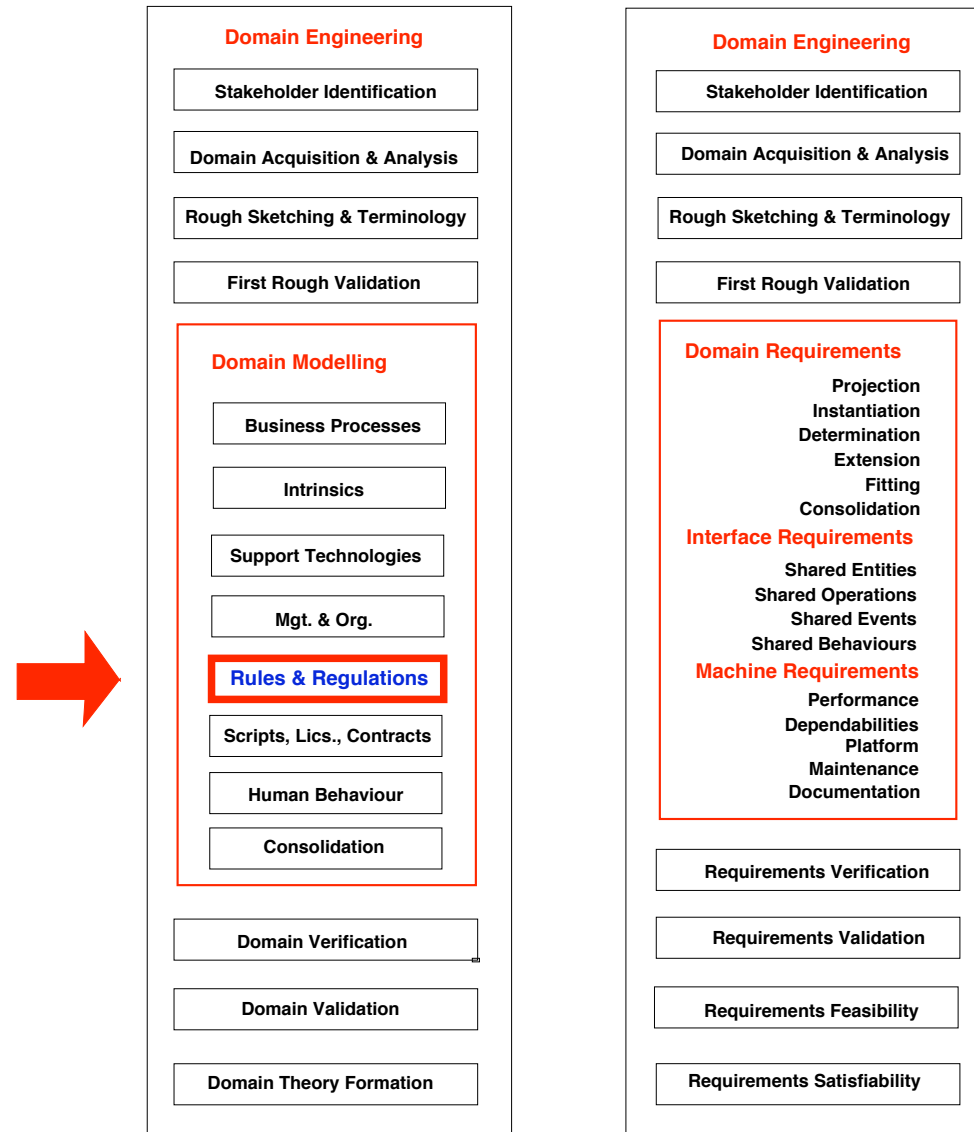 Domain Engineering
Stakeholder Identification
Domain Acquisition & Analysis
Rough Sketching & Terminology
First Rough Validation
Domain Modelling
Business Processes
Intrinsics
Support Technologies
Mgt. & Org.
Rules & Regulations
Scripts, Lics., Contracts
Human Behaviour
Consolidation
Domain Verification
Domain Validation
Domain Theory Formation
Domain Engineering
Stakeholder Identification
Domain Acquisition & Analysis
Rough Sketching & Terminology
First Rough Validation
Domain Requirements
Projection
Instantiation
Determination
Extension
Fitting
Consolidation
Interface Requirements
Shared Entities
Shared Operations
Shared Events
Shared Behaviours
Machine Requirements
Performance
Dependabilities
Platform
Maintenance
Documentation
Requirements Verification
Requirements Validation
Requirements Feasibility
Requirements Satisfiability